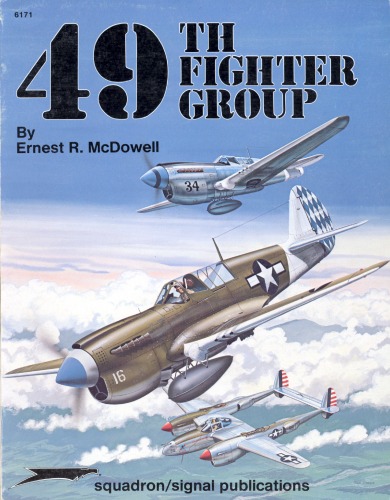 6171
49TH
FIGHTER
GROUP
By
Ernest R. McDowell
34
16
squadron/signal publications